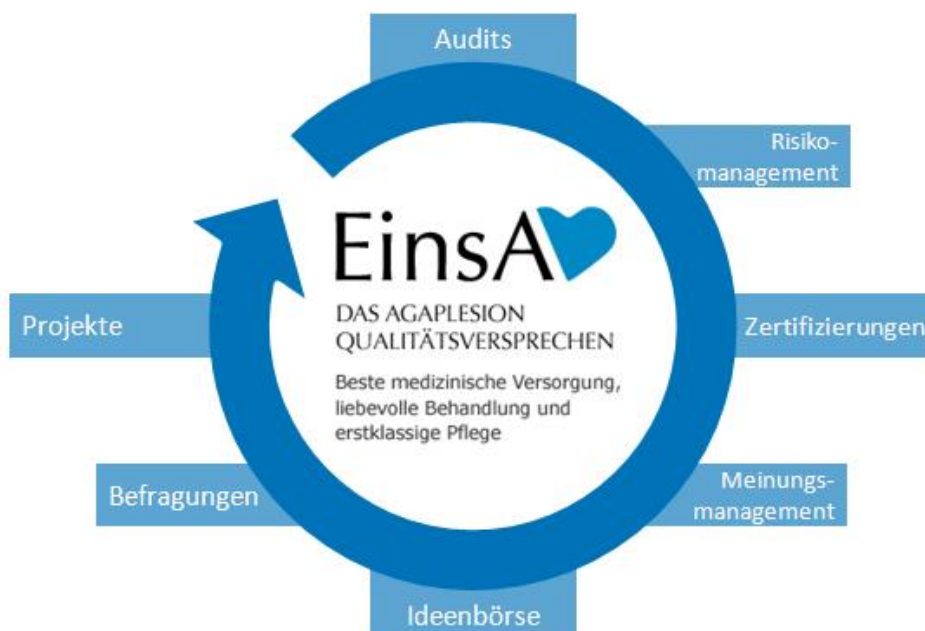 Audits
Risiko-
management
Zertifizierungen
Meinungs-
management
Ideenbörse
Befragungen
Projekte
EinsA
DAS AGAPLESION
QUALITÄTSVERSPRECHEN
Beste medizinische Versorgung,
liebevolle Behandlung und
erstklassige Pflege